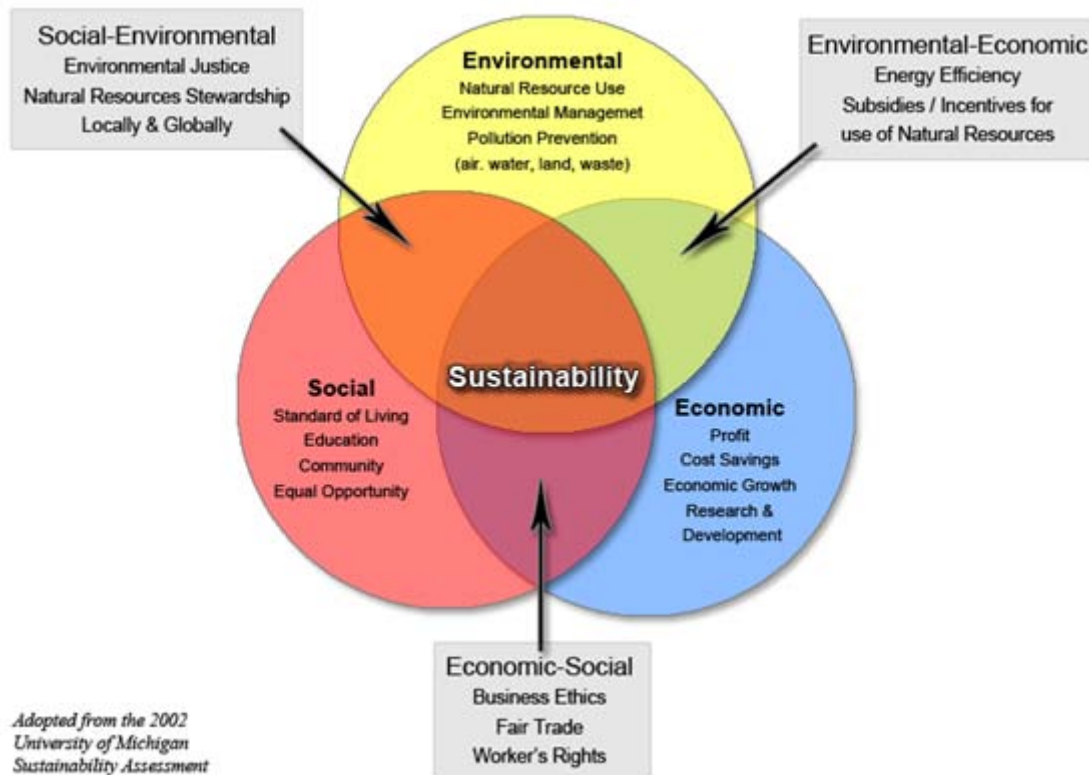 Social-Environmental
Environmental Justice
Natural Resources Stewardship
Locally & Globally
Environmental
Natural Resource Use
Environmental Managemet
Pollution Prevention
(air. water, land, waste)
Environmental-Economic
Energy Efficiency
Subsidies / Incentives for
use of Natural Resources
Sustainability
Social
Standard of Living
Education
Community
Equal Opportunity
Economic
Profit
Cost Savings
Economic Growth
Research &
Development
Economic-Social
Business Ethics
Fair Trade
Worker's Rights
Adopted from the 2002
University of Michigan
Sustainability Assessment